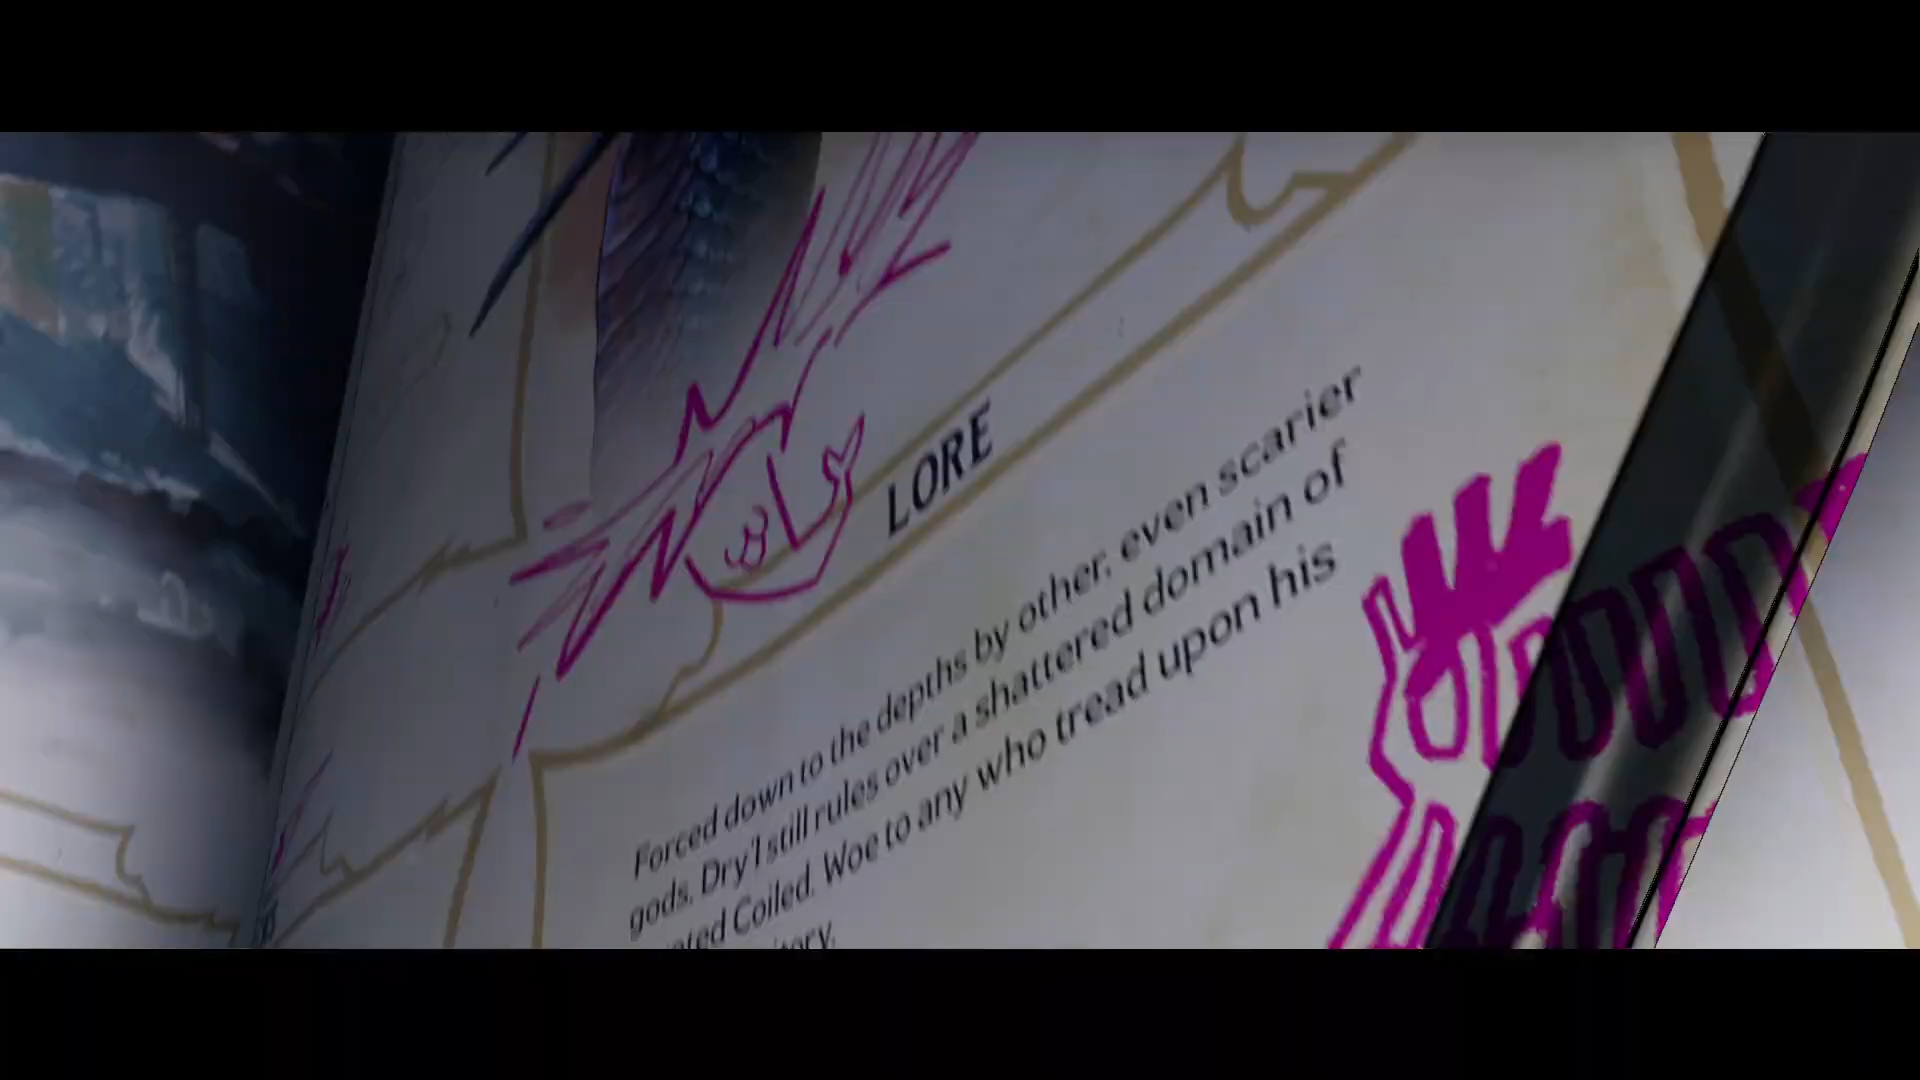 LORE
Forced down to the depths by other, even scarier
gods, Dry'l still rules over a shattered domain of
Coiled. Woe to any who tread upon his